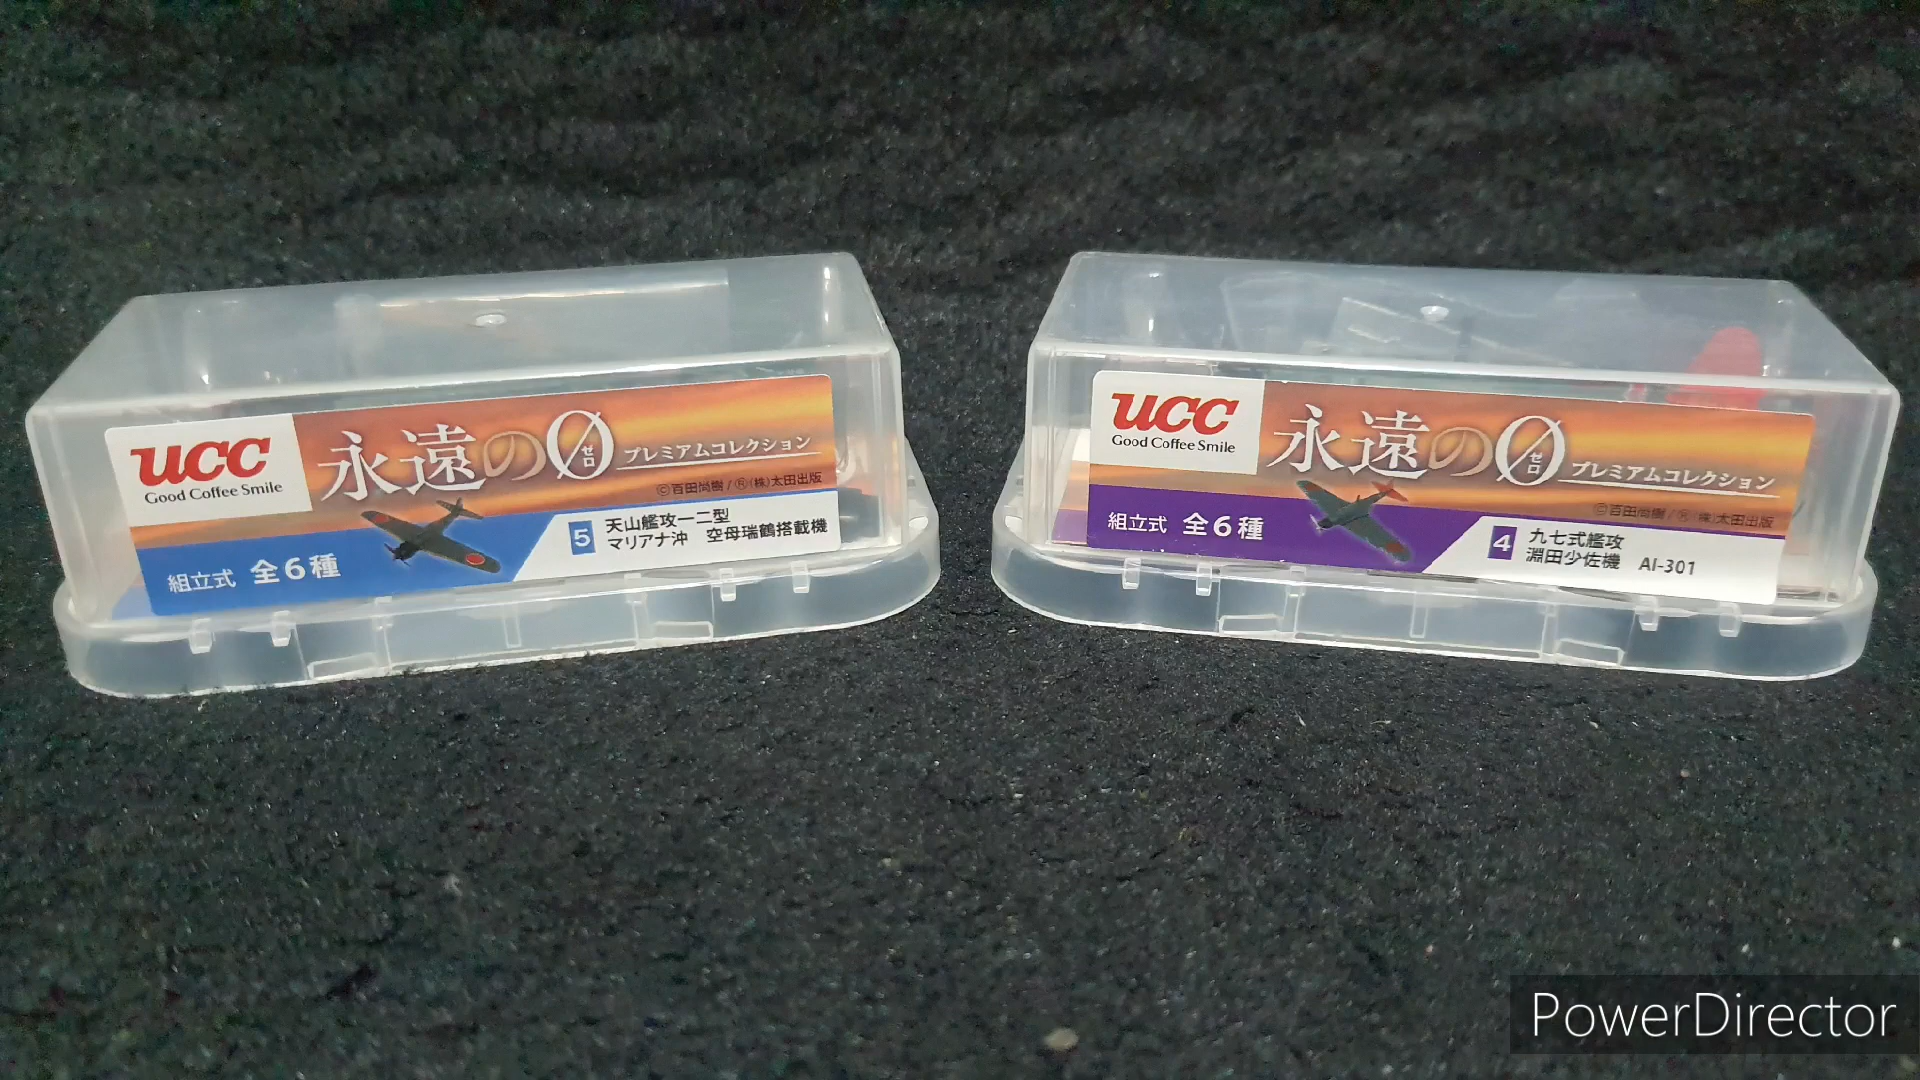 ucc
Good Coffee Smile
永遠の0
ゼロ
プレミアムコレクション
©百田尚樹/Ⓡ(株)太田出版
組立式 全6種
5 天山艦攻一二型
マリアナ沖 空母瑞鶴搭載機
ucc
Good Coffee Smile
永遠の0
ゼロ
プレミアムコレクション
©百田尚樹/Ⓡ(株)太田出版
組立式 全6種
4 九七式艦攻
淵田少佐機 AI-301
PowerDirector